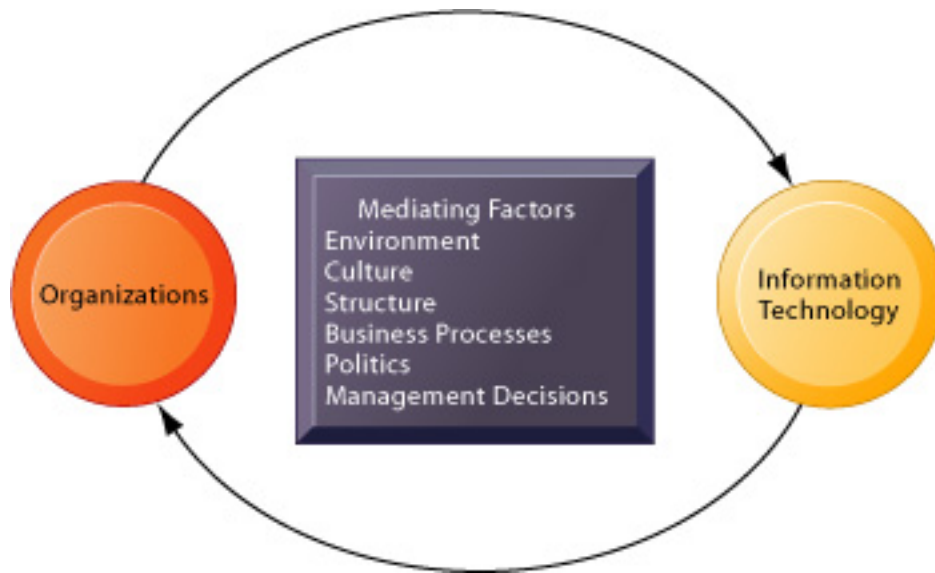 Organizations
Mediating Factors
Environment
Culture
Structure
Business Processes
Politics
Management Decisions
Information
Technology